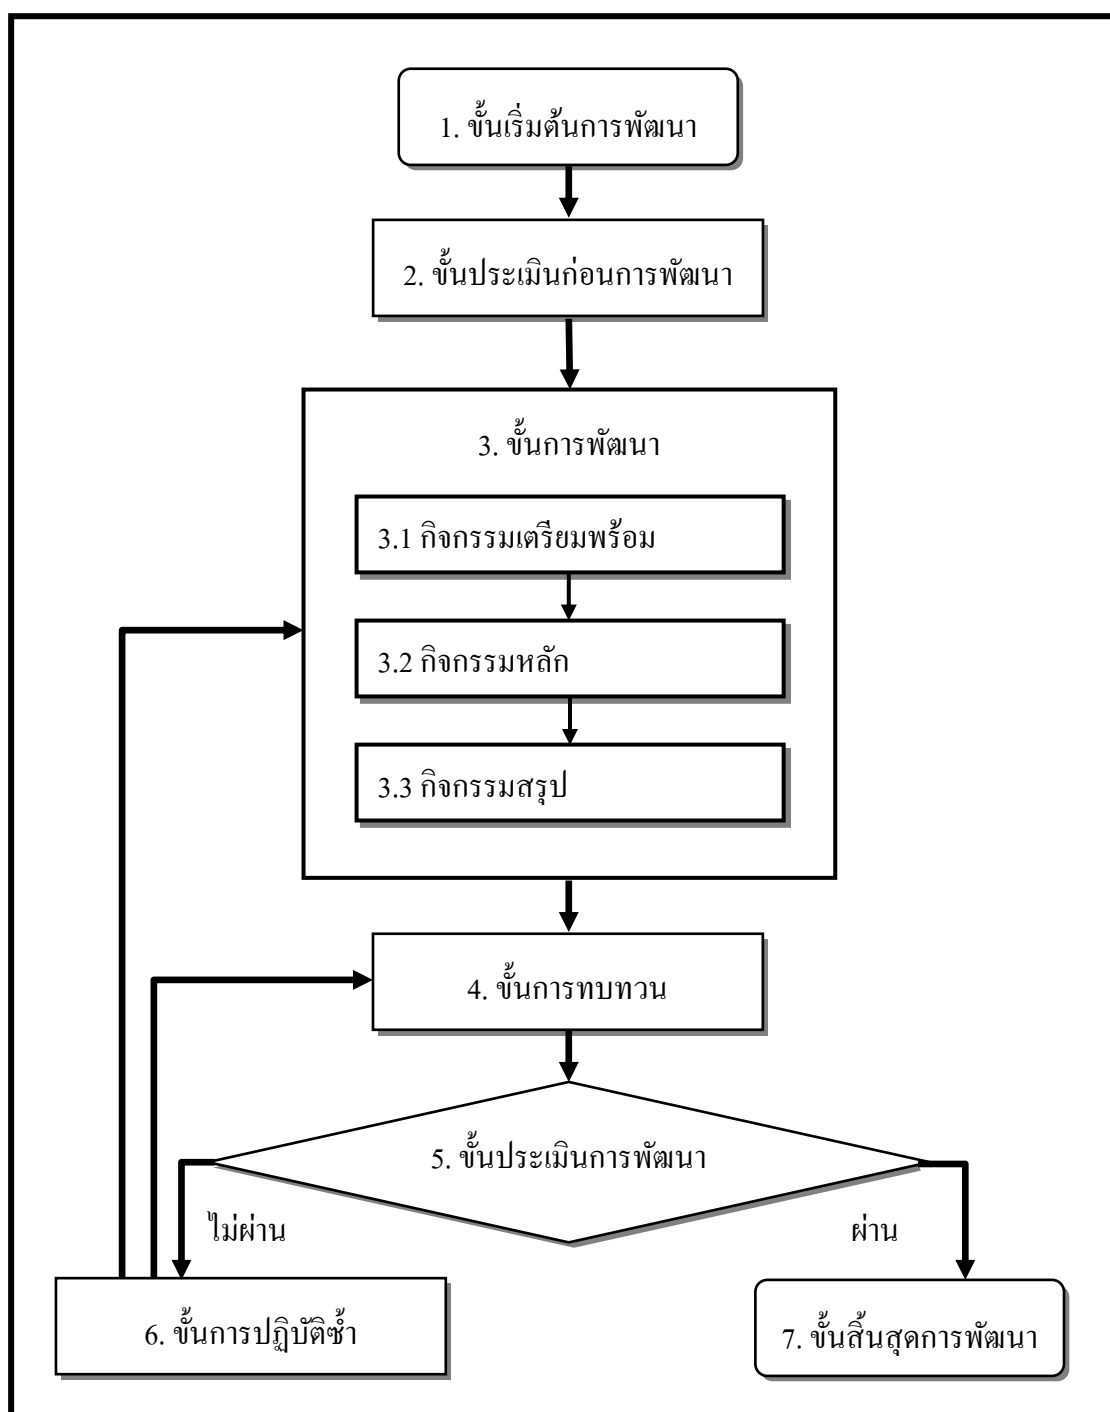 1. ขั้นเริ่มต้นการพัฒนา
2. ขั้นประเมินก่อนการพัฒนา
3. ขั้นการพัฒนา
3.1 กิจกรรมเตรียมพร้อม
3.2 กิจกรรมหลัก
3.3 กิจกรรมสรุป
4. ขั้นการทบทวน
5. ขั้นประเมินการพัฒนา
ไม่ผ่าน
ผ่าน
6. ขั้นการปฏิบัติซ้ำ
7. ขั้นสิ้นสุดการพัฒนา